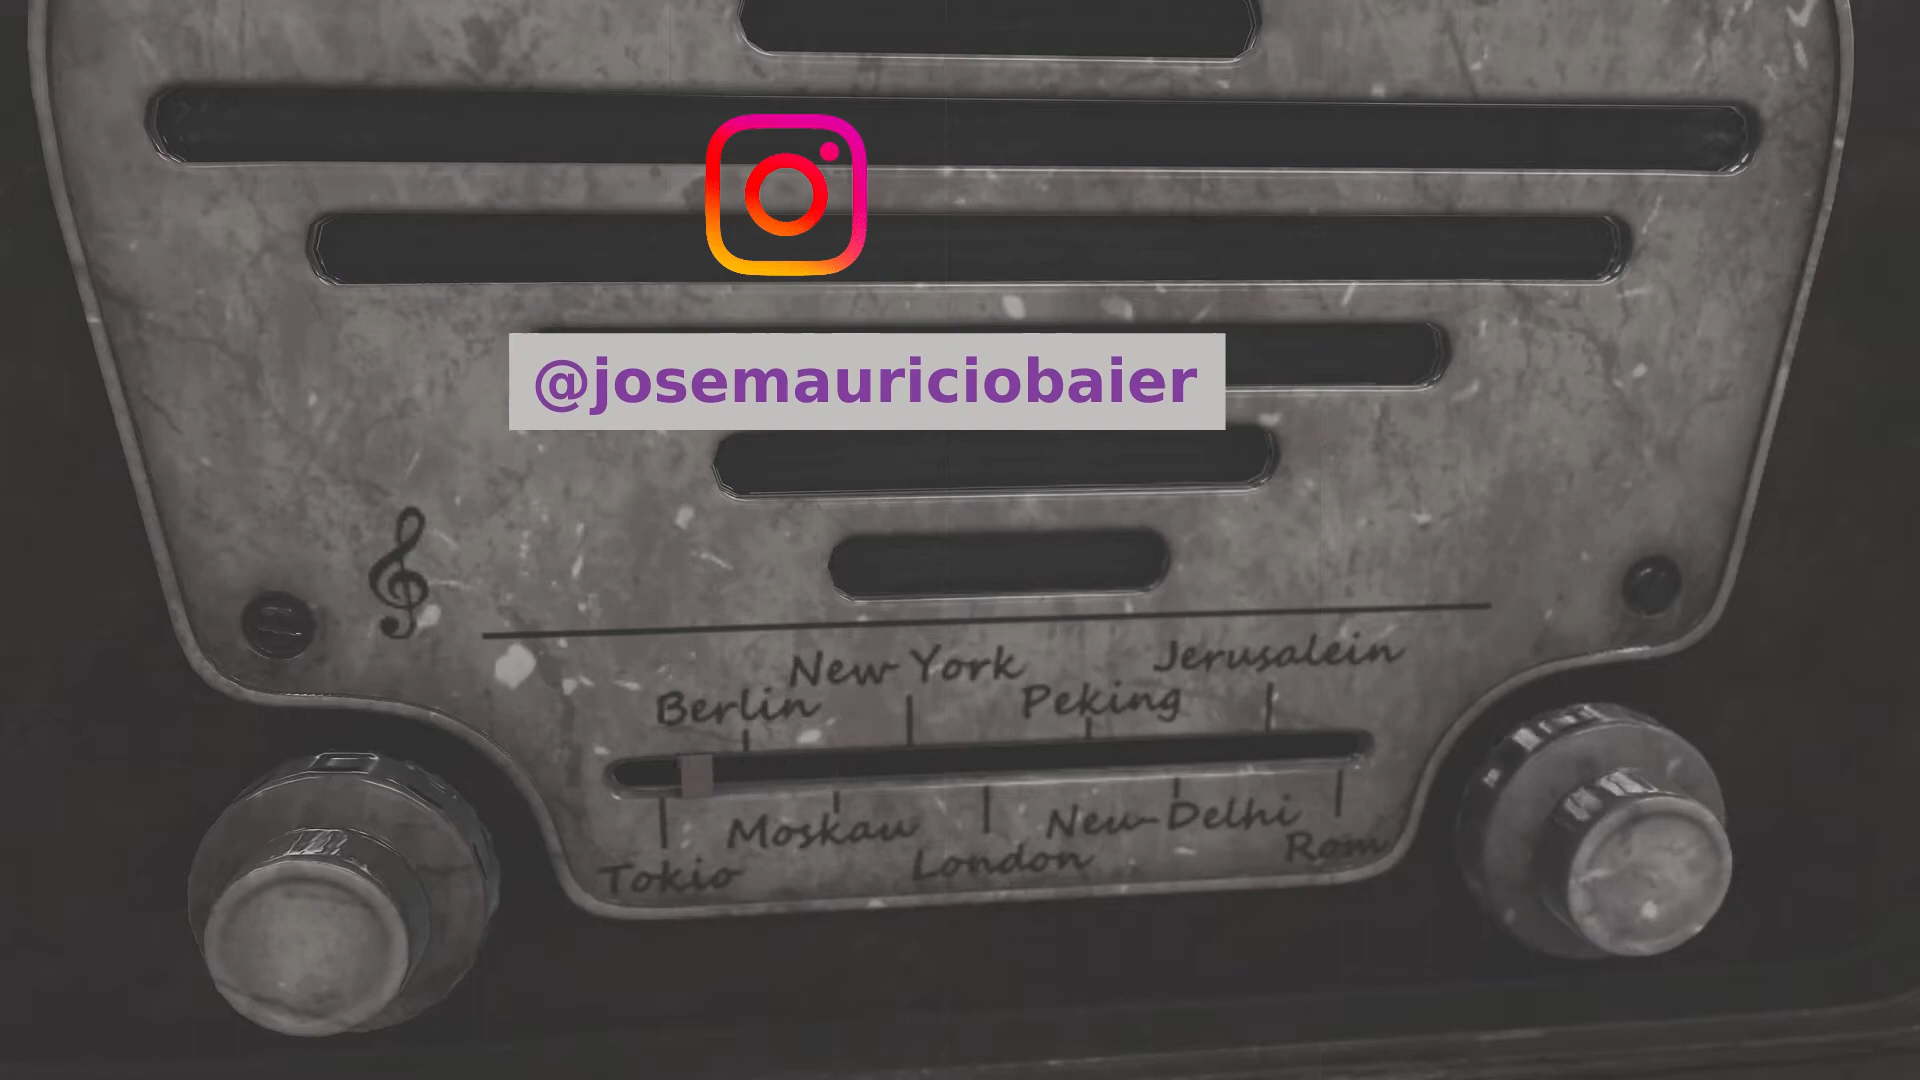 @josemauriciobaier
New York
Jerusalein
Berlin
Peking
Moskau
Neu-Delhi
Tokio
London
Rom